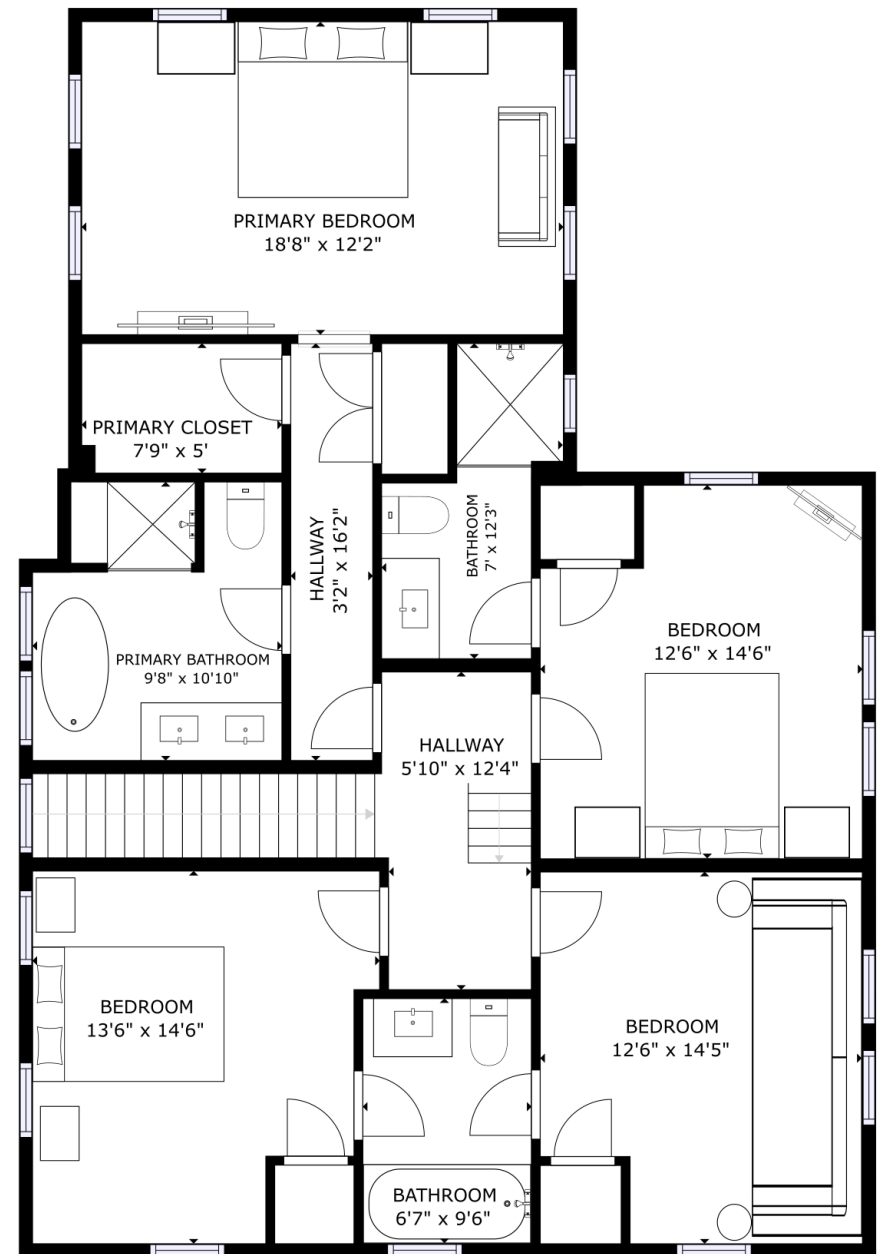 PRIMARY BEDROOM
18'8" x 12'2"
PRIMARY CLOSET
7'9" x 5'
HALLWAY
3'2" x 16'2"
BATHROOM
7' x 12'3"
PRIMARY BATHROOM
9'8" x 10'10"
BEDROOM
12'6" x 14'6"
HALLWAY
5'10" x 12'4"
BEDROOM
13'6" x 14'6"
BEDROOM
12'6" x 14'5"
BATHROOM
6'7" x 9'6"